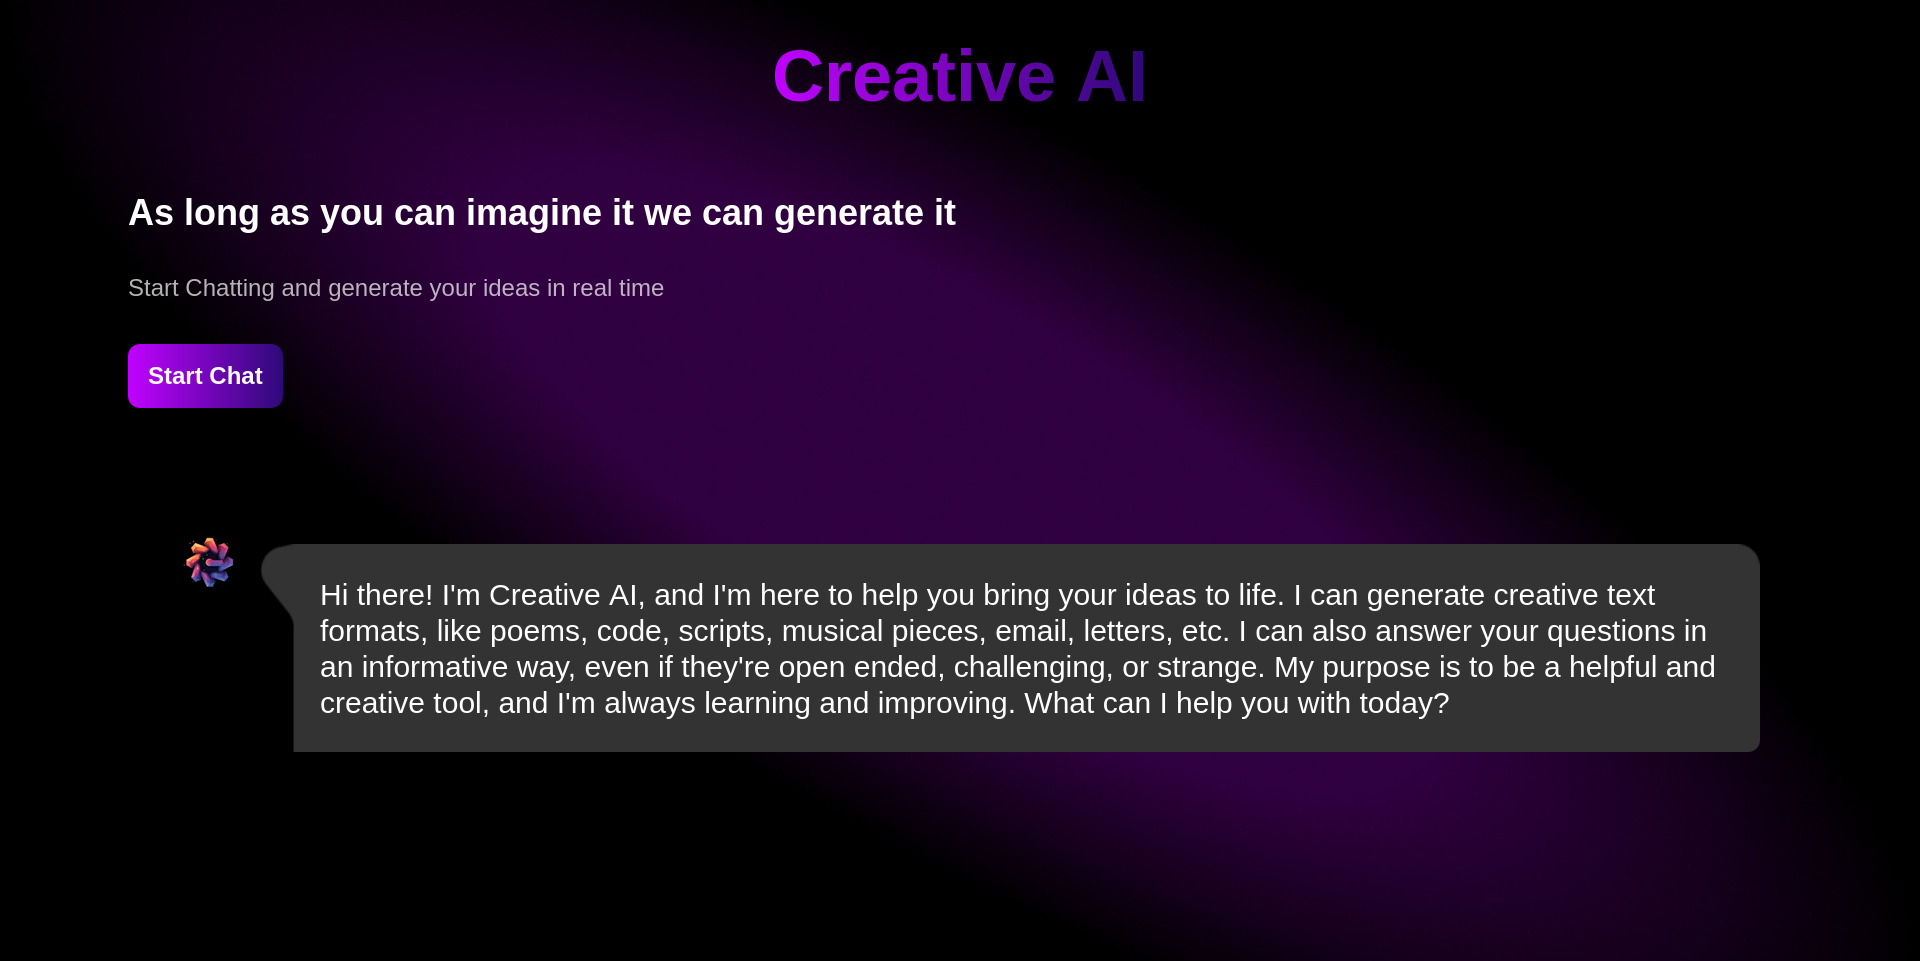 Creative AI
As long as you can imagine it we can generate it
Start Chatting and generate your ideas in real time
Start Chat
Hi there! I'm Creative AI, and I'm here to help you bring your ideas to life. I can generate creative text
formats, like poems, code, scripts, musical pieces, email, letters, etc. I can also answer your questions in
an informative way, even if they're open ended, challenging, or strange. My purpose is to be a helpful and
creative tool, and I'm always learning and improving. What can I help you with today?